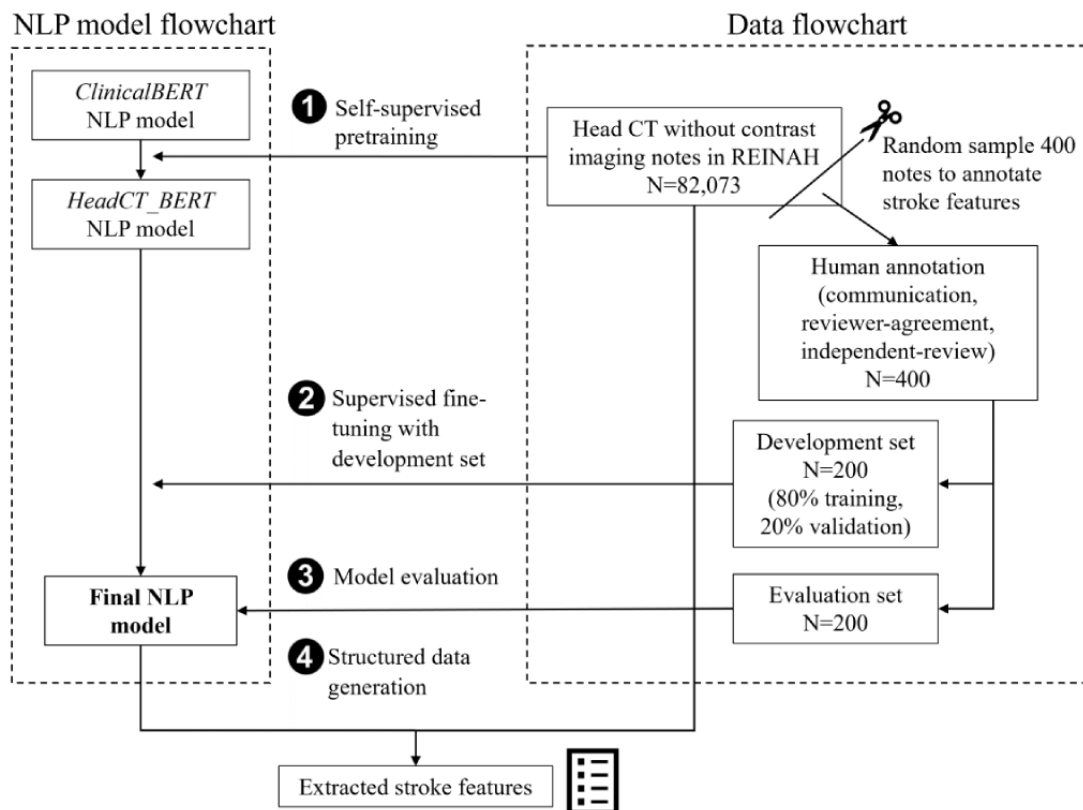 NLP model flowchart
Data flowchart
ClinicalBERT
NLP model
HeadCT_BERT
NLP model
Final NLP
model
1 Self-supervised
pretraining
2 Supervised fine-
tuning with
development set
3 Model evaluation
4 Structured data
generation
Head CT without contrast
imaging notes in REINAH
N=82,073
Random sample 400
notes to annotate
stroke features
Human annotation
(communication,
reviewer-agreement,
independent-review)
N=400
Development set
N=200
(80% training,
20% validation)
Evaluation set
N=200
Extracted stroke features